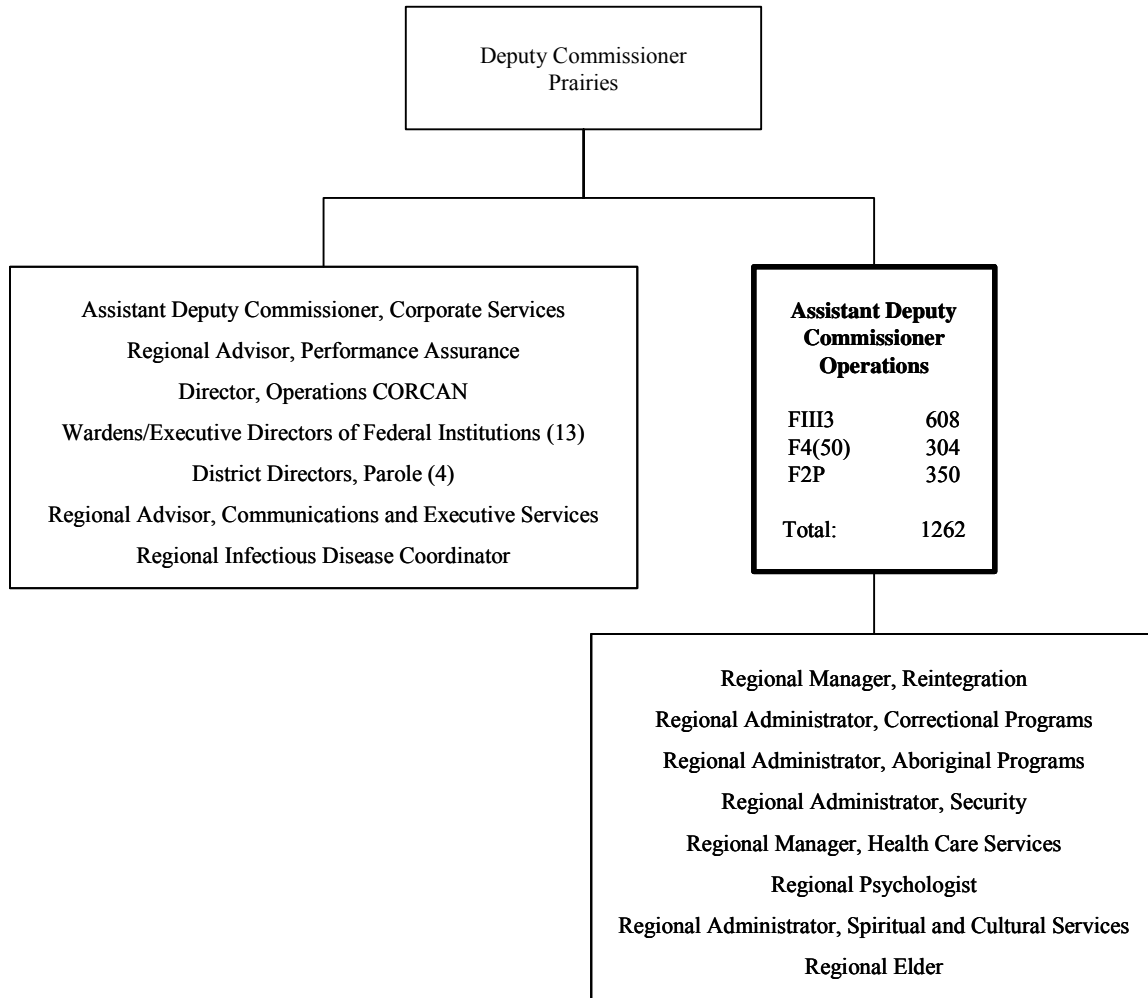 Deputy Commissioner
Prairies
Assistant Deputy Commissioner, Corporate Services
Regional Advisor, Performance Assurance
Director, Operations CORCAN
Wardens/Executive Directors of Federal Institutions (13)
District Directors, Parole (4)
Regional Advisor, Communications and Executive Services
Regional Infectious Disease Coordinator
Assistant Deputy
Commissioner
Operations
FIII3 608
F4(50) 304
F2P 350
Total: 1262
Regional Manager, Reintegration
Regional Administrator, Correctional Programs
Regional Administrator, Aboriginal Programs
Regional Administrator, Security
Regional Manager, Health Care Services
Regional Psychologist
Regional Administrator, Spiritual and Cultural Services
Regional Elder